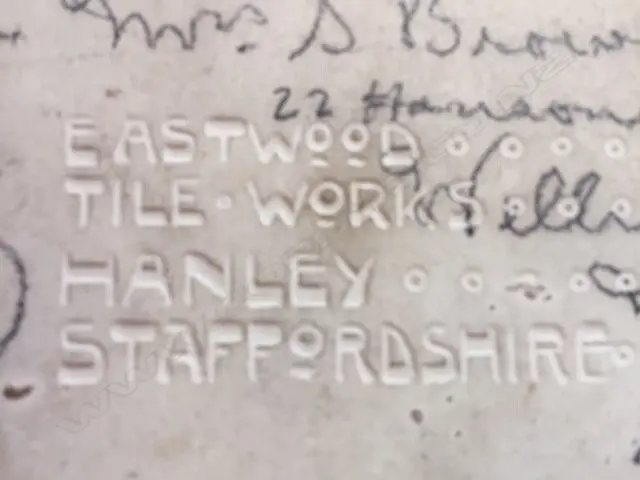 Mrs S Brown
22
EASTWOOD
TILE · WORKS
HANLEY
STAFFORDSHIRE